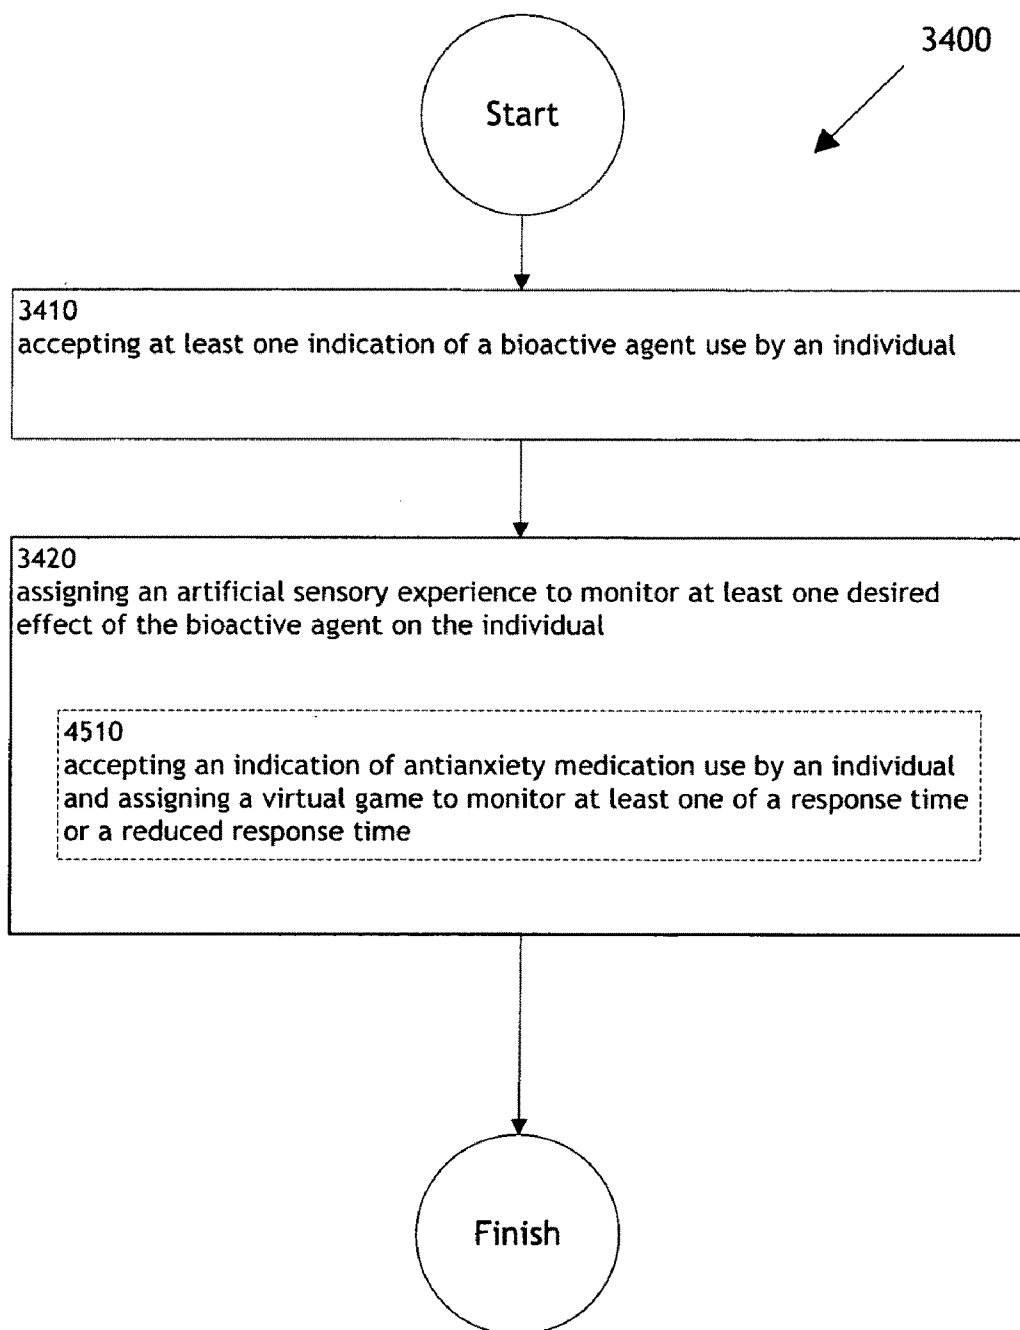 3400
Start
3410
accepting at least one indication of a bioactive agent use by an individual
3420
assigning an artificial sensory experience to monitor at least one desired
effect of the bioactive agent on the individual
4510
accepting an indication of antianxiety medication use by an individual
and assigning a virtual game to monitor at least one of a response time
or a reduced response time
Finish